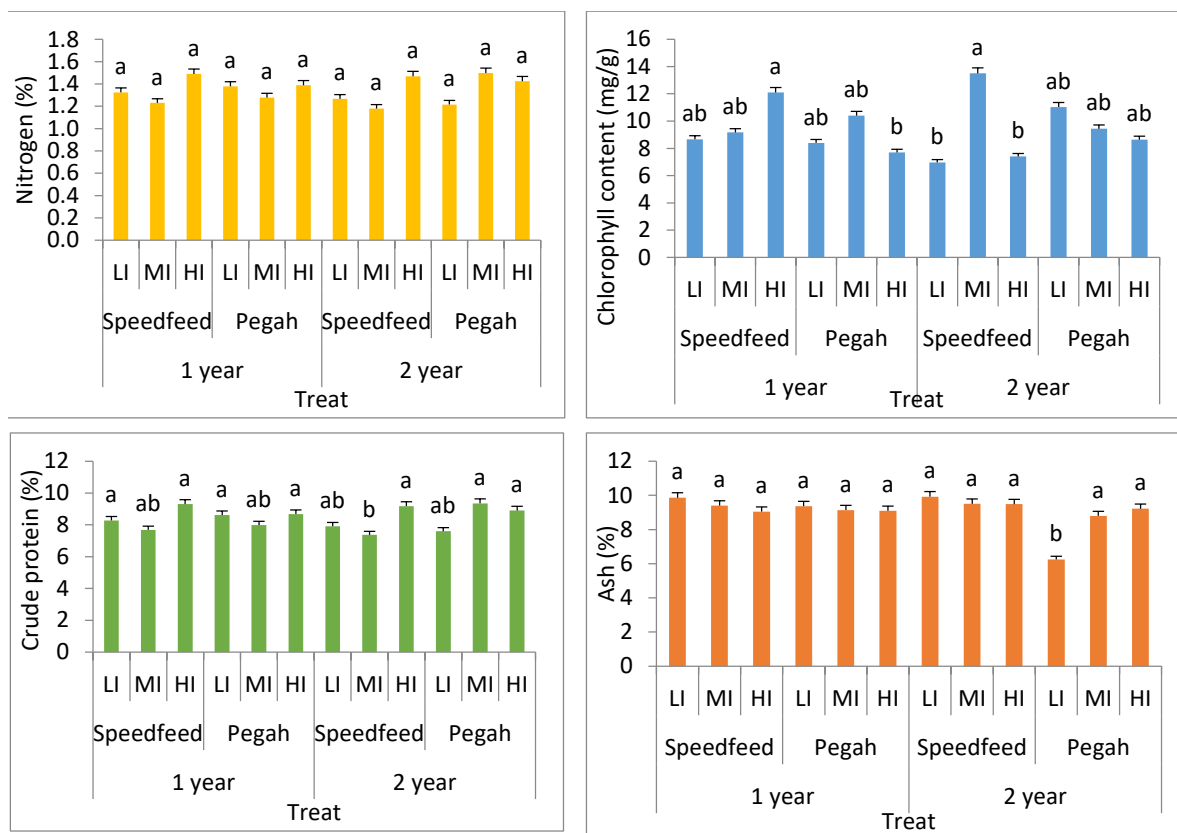 Nitrogen (%)
1.8
1.6
1.4
1.2
1.0
0.8
0.6
0.4
0.2
0.0
a a a a a a a a a a a a
LI MI HI LI MI HI LI MI HI LI MI HI
Speedfeed Pegah Speedfeed Pegah
1 year 2 year
Treat
Chlorophyll content (mg/g)
16
14
12
10
8
6
4
2
0
ab ab a ab ab b b a b ab ab ab
LI MI HI LI MI HI LI MI HI LI MI HI
Speedfeed Pegah Speedfeed Pegah
1 year 2 year
Treat
Crude protein (%)
12
10
8
6
4
2
0
a ab a a ab a ab b a ab a a
LI MI HI LI MI HI LI MI HI LI MI HI
Speedfeed Pegah Speedfeed Pegah
1 year 2 year
Treat
Ash (%)
12
10
8
6
4
2
0
a a a a a a a a a b a a
LI MI HI LI MI HI LI MI HI LI MI HI
Speedfeed Pegah Speedfeed Pegah
1 year 2 year
Treat